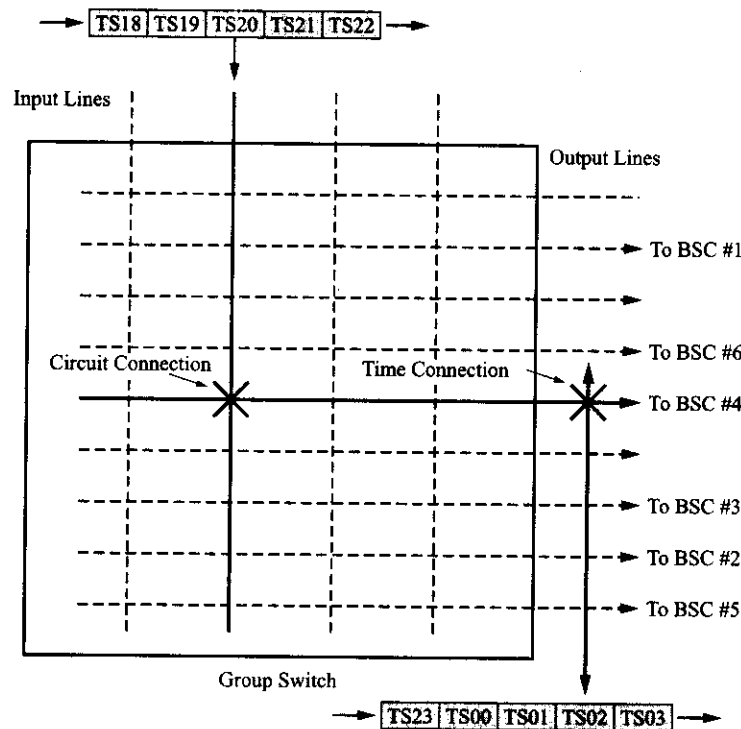 TS18 TS19 TS20 TS21 TS22
Input Lines
Output Lines
To BSC #1
To BSC #6
Circuit Connection
Time Connection
To BSC #4
To BSC #3
To BSC #2
To BSC #5
Group Switch
TS23 TS00 TS01 TS02 TS03